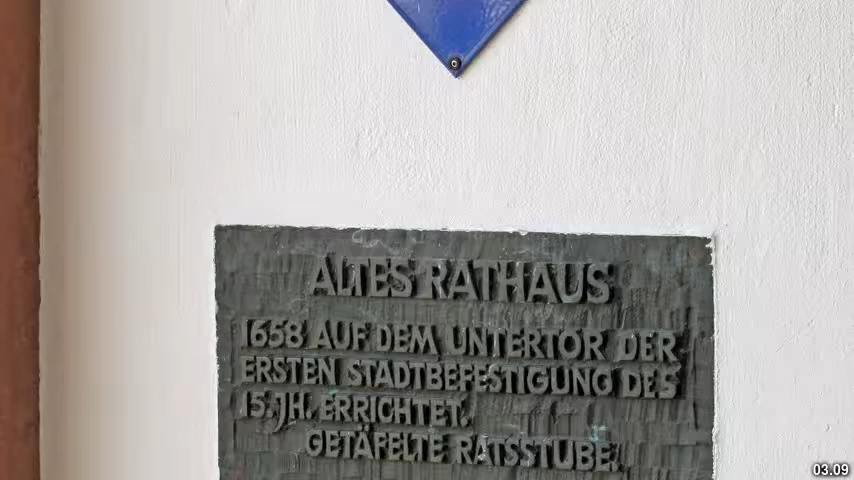 ALTES RATHAUS
1658 AUF DEM UNTERTOR DER
ERSTEN STADTBEFESTIGUNG DES
15. JH. ERRICHTET.
GETÄFELTE RATSSTUBE.
03.09